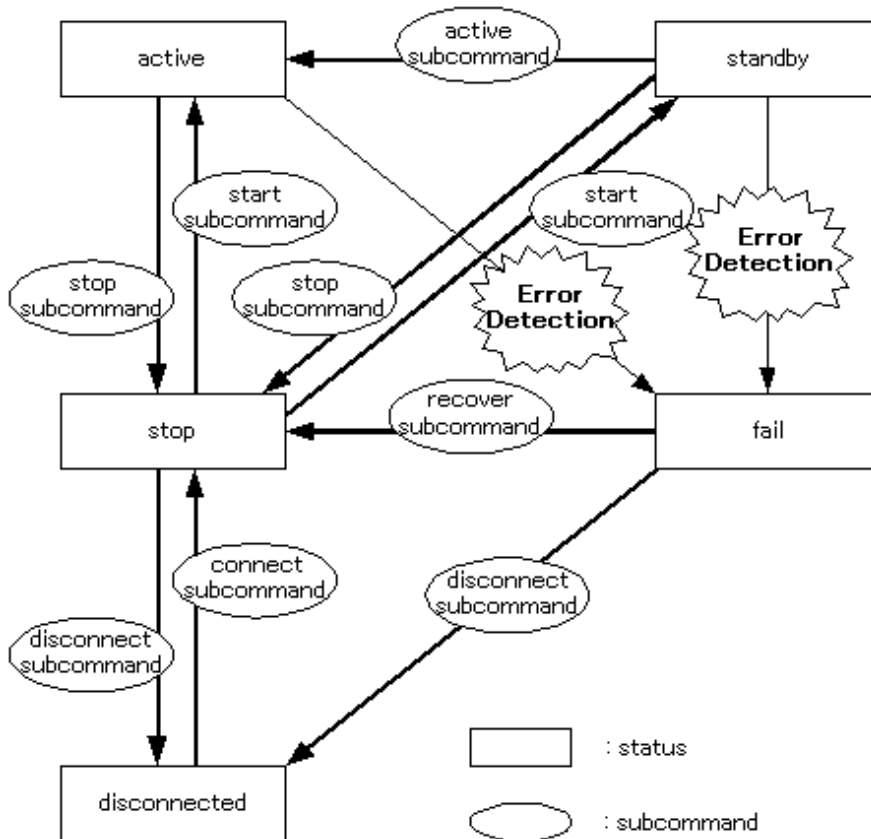 active
subcommand
active
standby
start
subcommand
start
subcommand
Error
Detection
stop
subcommand
stop
subcommand
Error
Detection
recover
subcommand
stop
fail
connect
subcommand
disconnect
subcommand
disconnect
subcommand
: status
disconnected
: subcommand